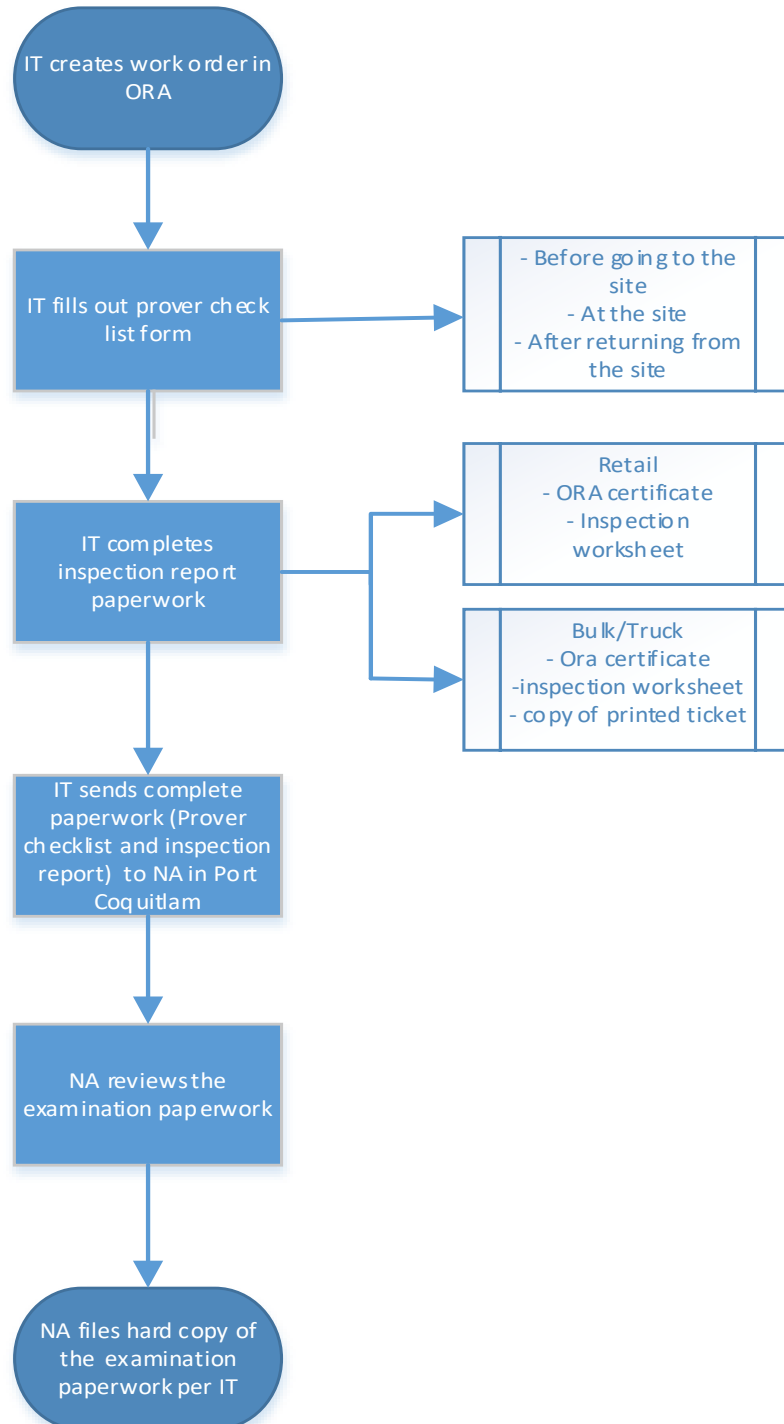 IT creates work order in
ORA
IT fills out prover check
list form
- Before going to the
site
- At the site
- After returning from
the site
IT completes
inspection report
paperwork
Retail
- ORA certificate
- Inspection
worksheet
Bulk/Truck
- Ora certificate
-inspection worksheet
- copy of printed ticket
IT sends complete
paperwork (Prover
checklist and inspection
report) to NA in Port
Coquitlam
NA reviews the
examination paperwork
NA files hard copy of
the examination
paperwork per IT